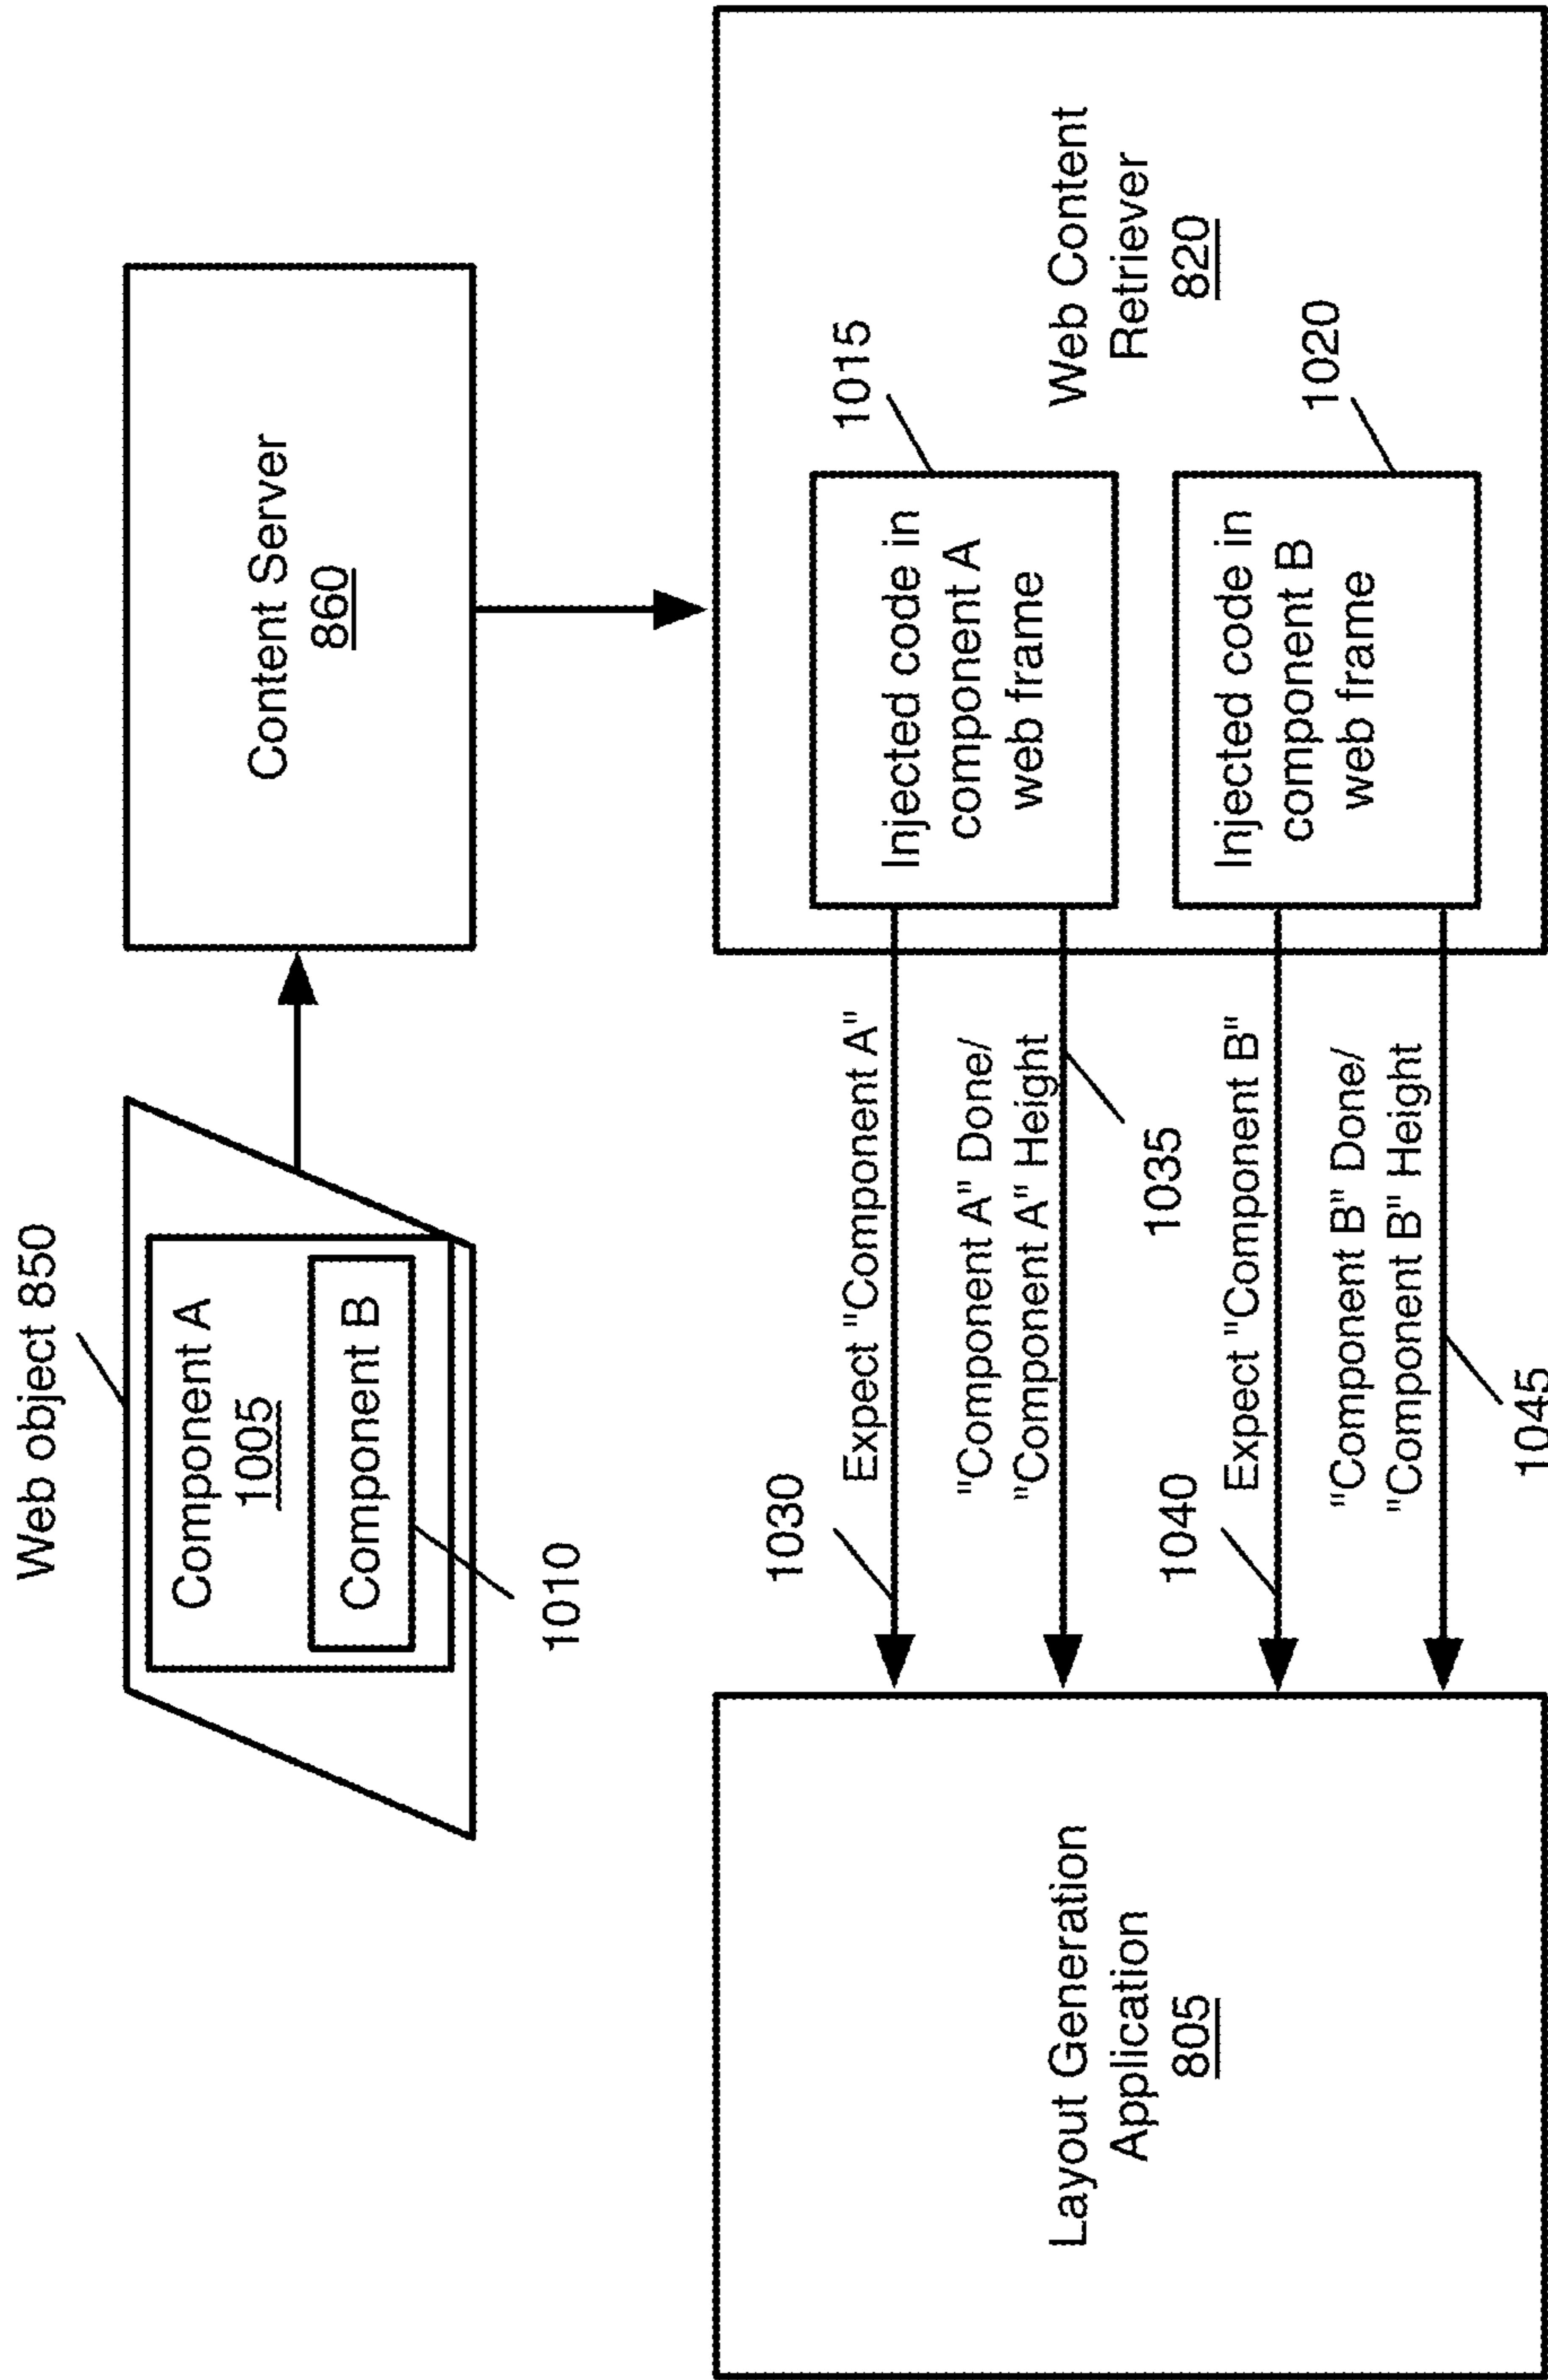 Web object 850
Component A
1005
Component B
1010
Content Server
860
Layout Generation
Application
805
1030
Expect "Component A"
"Component A" Done/
"Component A" Height
1035
1040
Expect "Component B"
"Component B" Done/
"Component B" Height
1045
Injected code in
component A
web frame
1015
Injected code in
component B
web frame
1020
Web Content
Retriever
820